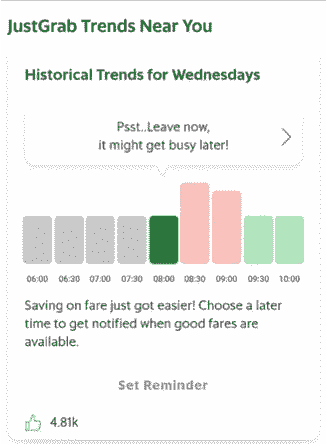 JustGrab Trends Near You
Historical Trends for Wednesdays
Psst..Leave now,
it might get busy later!
06:00 06:30 07:00 07:30 08:00 08:30 09:00 09:30 10:00
Saving on fare just got easier! Choose a later
time to get notified when good fares are
available.
Set Reminder
4.81k